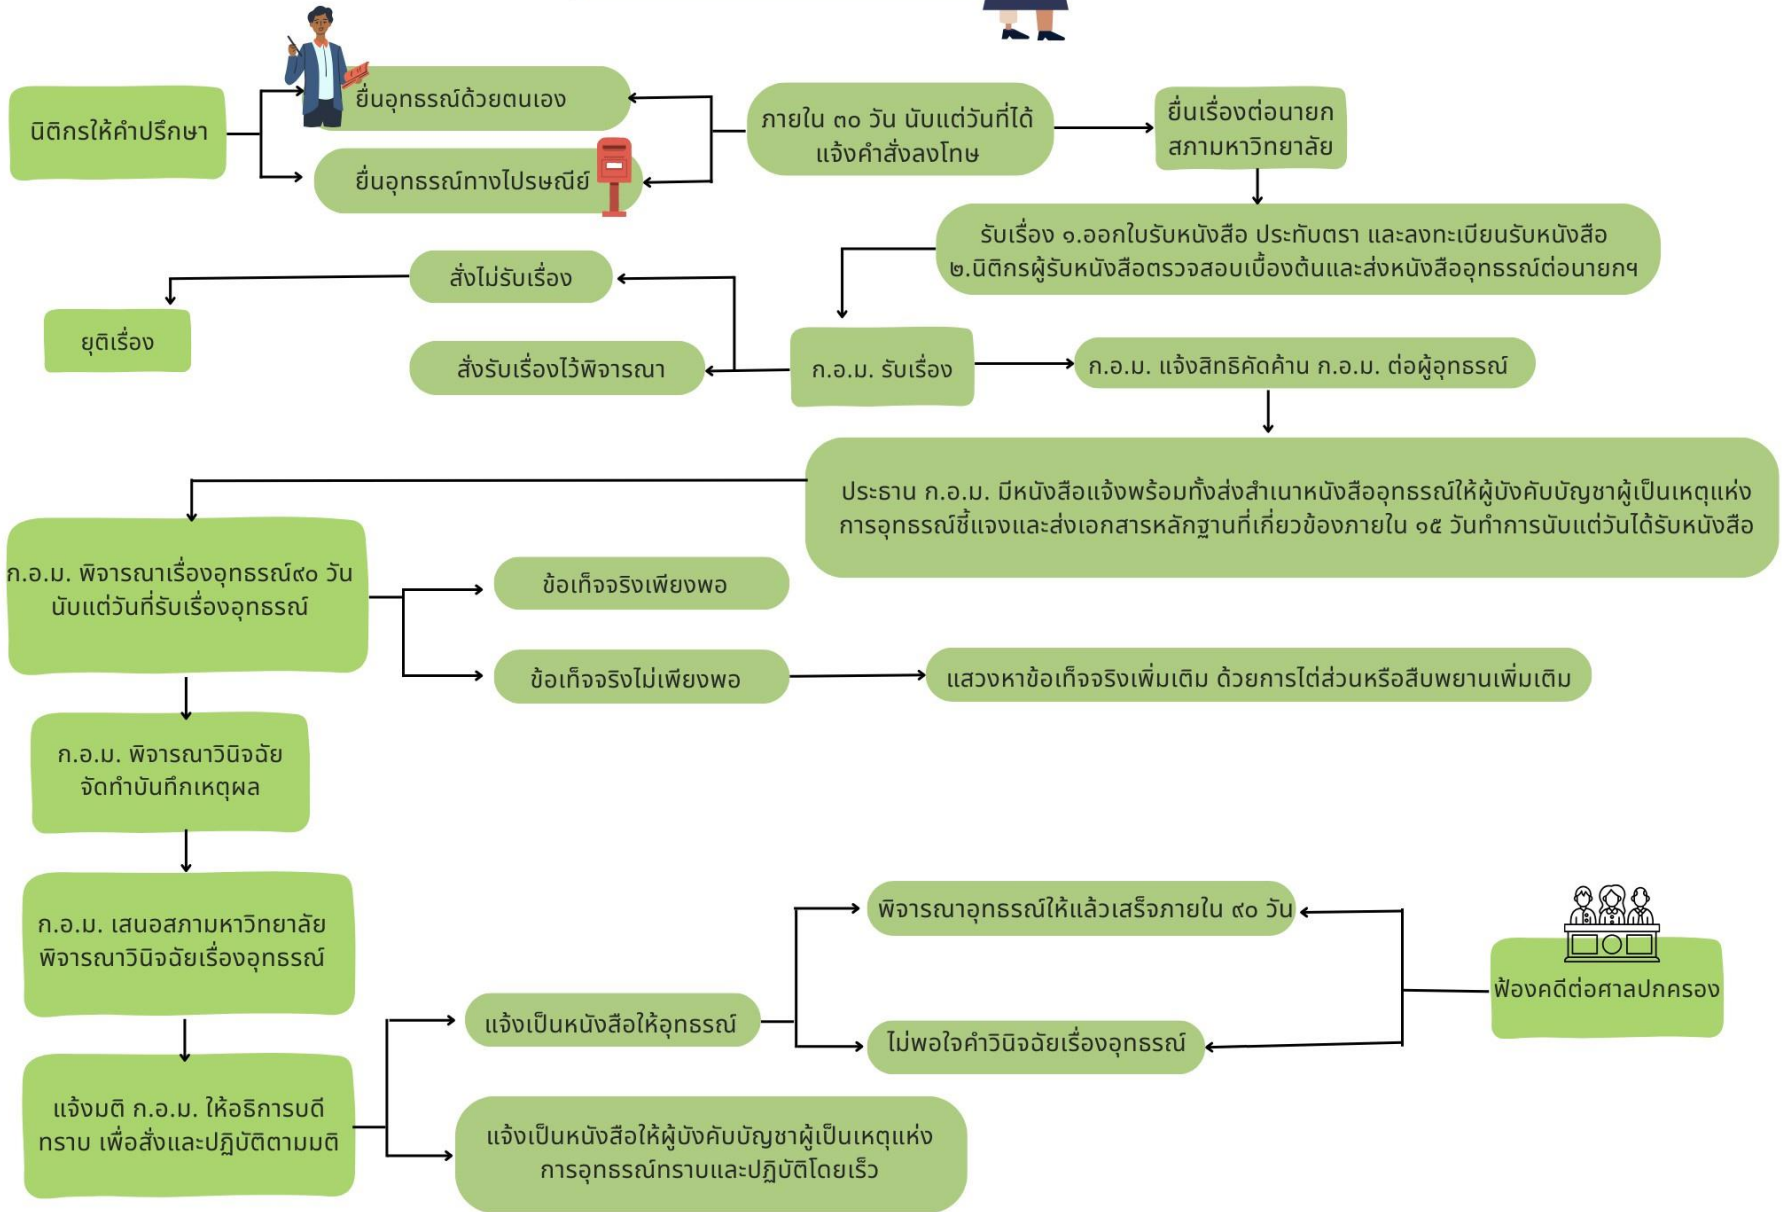 นิติกรให้คำปรึกษา
ยื่นอุทธรณ์ด้วยตนเอง
ยื่นอุทธรณ์ทางไปรษณีย์
ภายใน ๓๐ วัน นับแต่วันที่ได้
แจ้งคำสั่งลงโทษ
ยื่นเรื่องต่อนายก
สภามหาวิทยาลัย
รับเรื่อง ๑.ออกใบรับหนังสือ ประทับตรา และลงทะเบียนรับหนังสือ
๒.นิติกรผู้รับหนังสือตรวจสอบเบื้องต้นและส่งหนังสืออุทธรณ์ต่อนายกฯ
สั่งไม่รับเรื่อง
ยุติเรื่อง
สั่งรับเรื่องไว้พิจารณา
ก.อ.ม. รับเรื่อง
ก.อ.ม. แจ้งสิทธิคัดค้าน ก.อ.ม. ต่อผู้อุทธรณ์
ประธาน ก.อ.ม. มีหนังสือแจ้งพร้อมทั้งส่งสำเนาหนังสืออุทธรณ์ให้ผู้บังคับบัญชาผู้เป็นเหตุแห่ง
การอุทธรณ์ชี้แจงและส่งเอกสารหลักฐานที่เกี่ยวข้องภายใน ๑๕ วันทำการนับแต่วันได้รับหนังสือ
ก.อ.ม. พิจารณาเรื่องอุทธรณ์๙๐ วัน
นับแต่วันที่รับเรื่องอุทธรณ์
ข้อเท็จจริงเพียงพอ
ข้อเท็จจริงไม่เพียงพอ
แสวงหาข้อเท็จจริงเพิ่มเติม ด้วยการไต่ส่วนหรือสืบพยานเพิ่มเติม
ก.อ.ม. พิจารณาวินิจฉัย
จัดทำบันทึกเหตุผล
ก.อ.ม. เสนอสภามหาวิทยาลัย
พิจารณาวินิจฉัยเรื่องอุทธรณ์
พิจารณาอุทธรณ์ให้แล้วเสร็จภายใน ๙๐ วัน
ฟ้องคดีต่อศาลปกครอง
แจ้งเป็นหนังสือให้อุทธรณ์
ไม่พอใจคำวินิจฉัยเรื่องอุทธรณ์
แจ้งมติ ก.อ.ม. ให้อธิการบดี
ทราบ เพื่อสั่งและปฏิบัติตามมติ
แจ้งเป็นหนังสือให้ผู้บังคับบัญชาผู้เป็นเหตุแห่ง
การอุทธรณ์ทราบและปฏิบัติโดยเร็ว